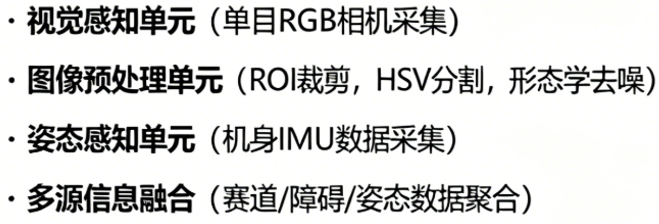 · 视觉感知单元（单目RGB相机采集）
· 图像预处理单元（ROI裁剪，HSV分割，形态学去噪）
· 姿态感知单元（机身IMU数据采集）
· 多源信息融合（赛道/障碍/姿态数据聚合）